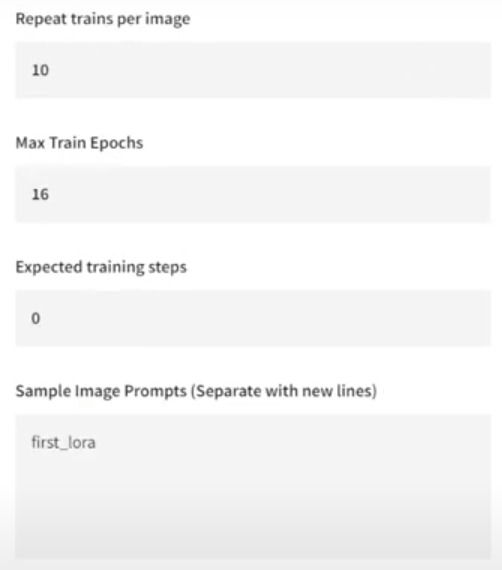 Repeat trains per image
10
Max Train Epochs
16
Expected training steps
0
Sample Image Prompts (Separate with new lines)
first_lora